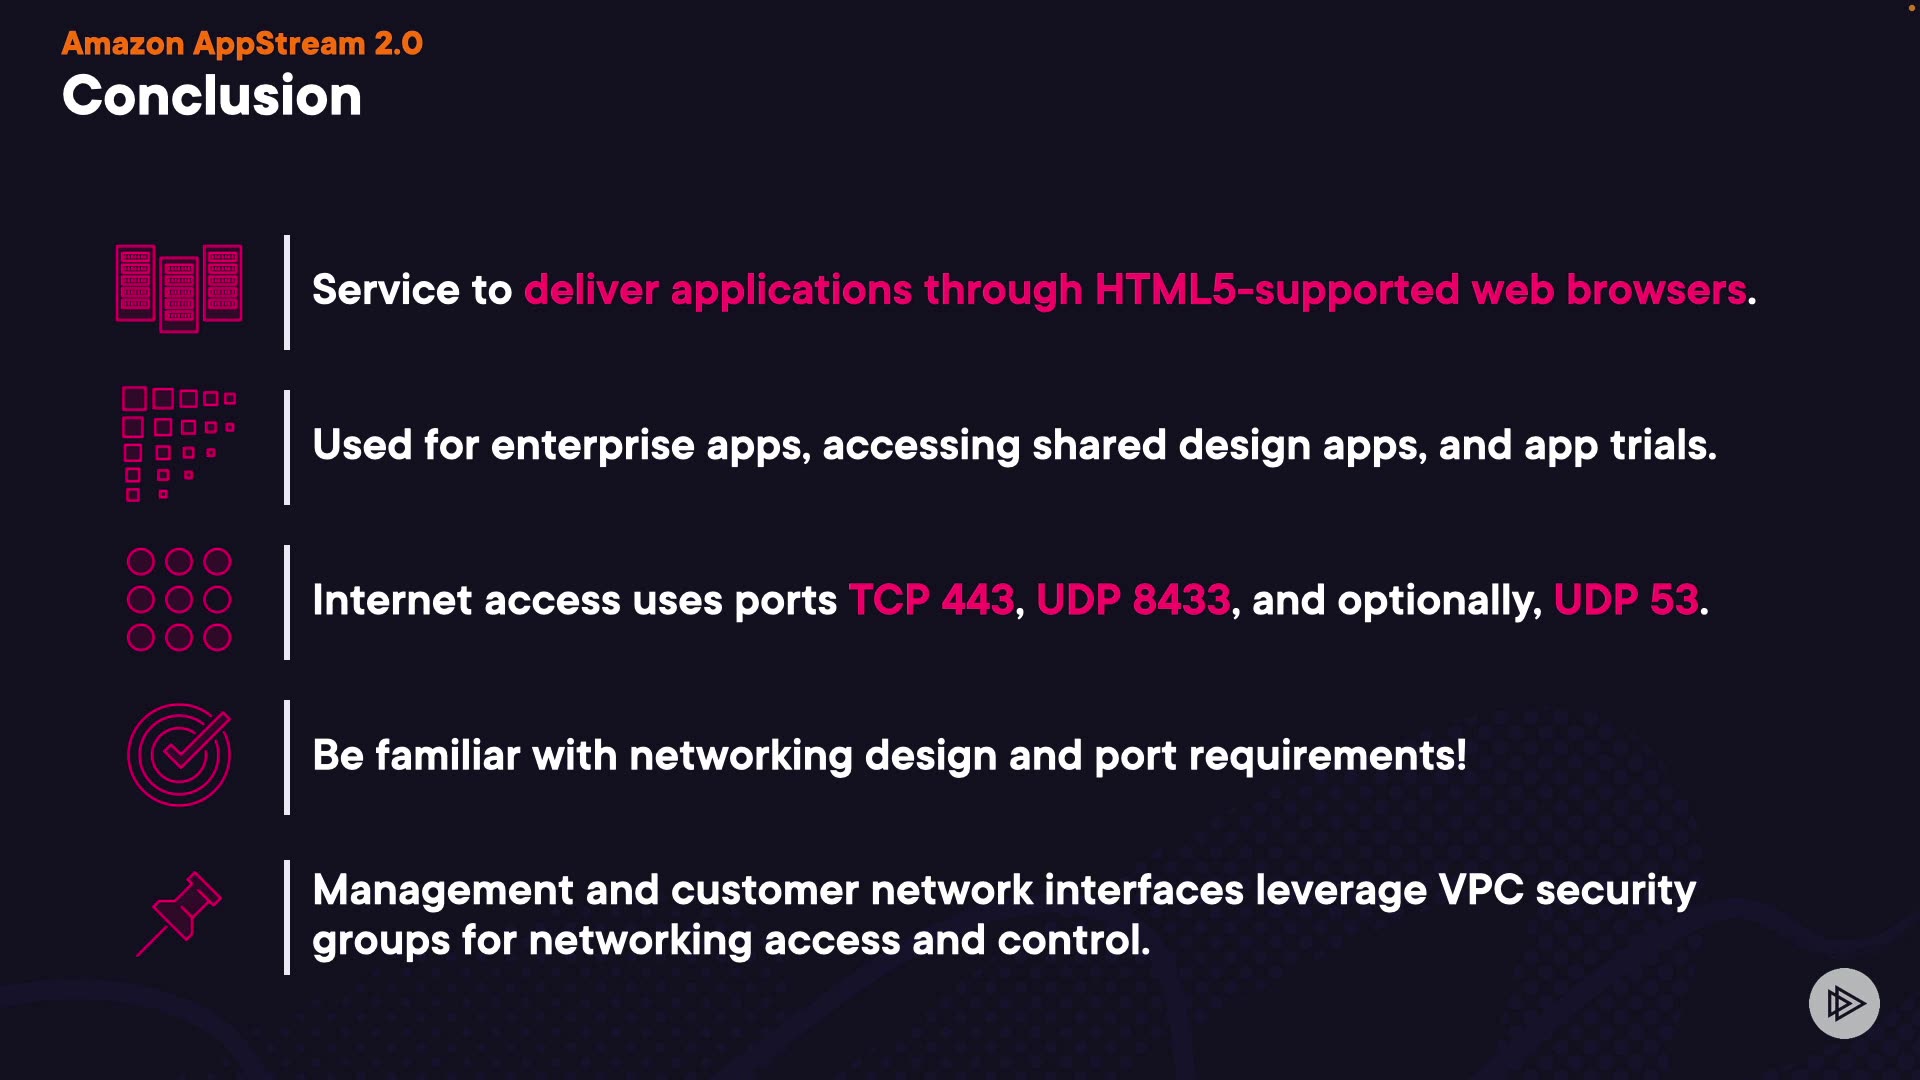 Amazon AppStream 2.0
Conclusion
Service to deliver applications through HTML5-supported web browsers.
Used for enterprise apps, accessing shared design apps, and app trials.
Internet access uses ports TCP 443, UDP 8433, and optionally, UDP 53.
Be familiar with networking design and port requirements!
Management and customer network interfaces leverage VPC security
groups for networking access and control.